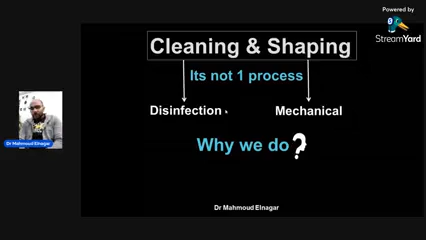 Powered by
StreamYard
Cleaning & Shaping
Its not 1 process
Disinfection
Mechanical
Why we do?
Dr Mahmoud Elnagar
Dr Mahmoud Elnagar